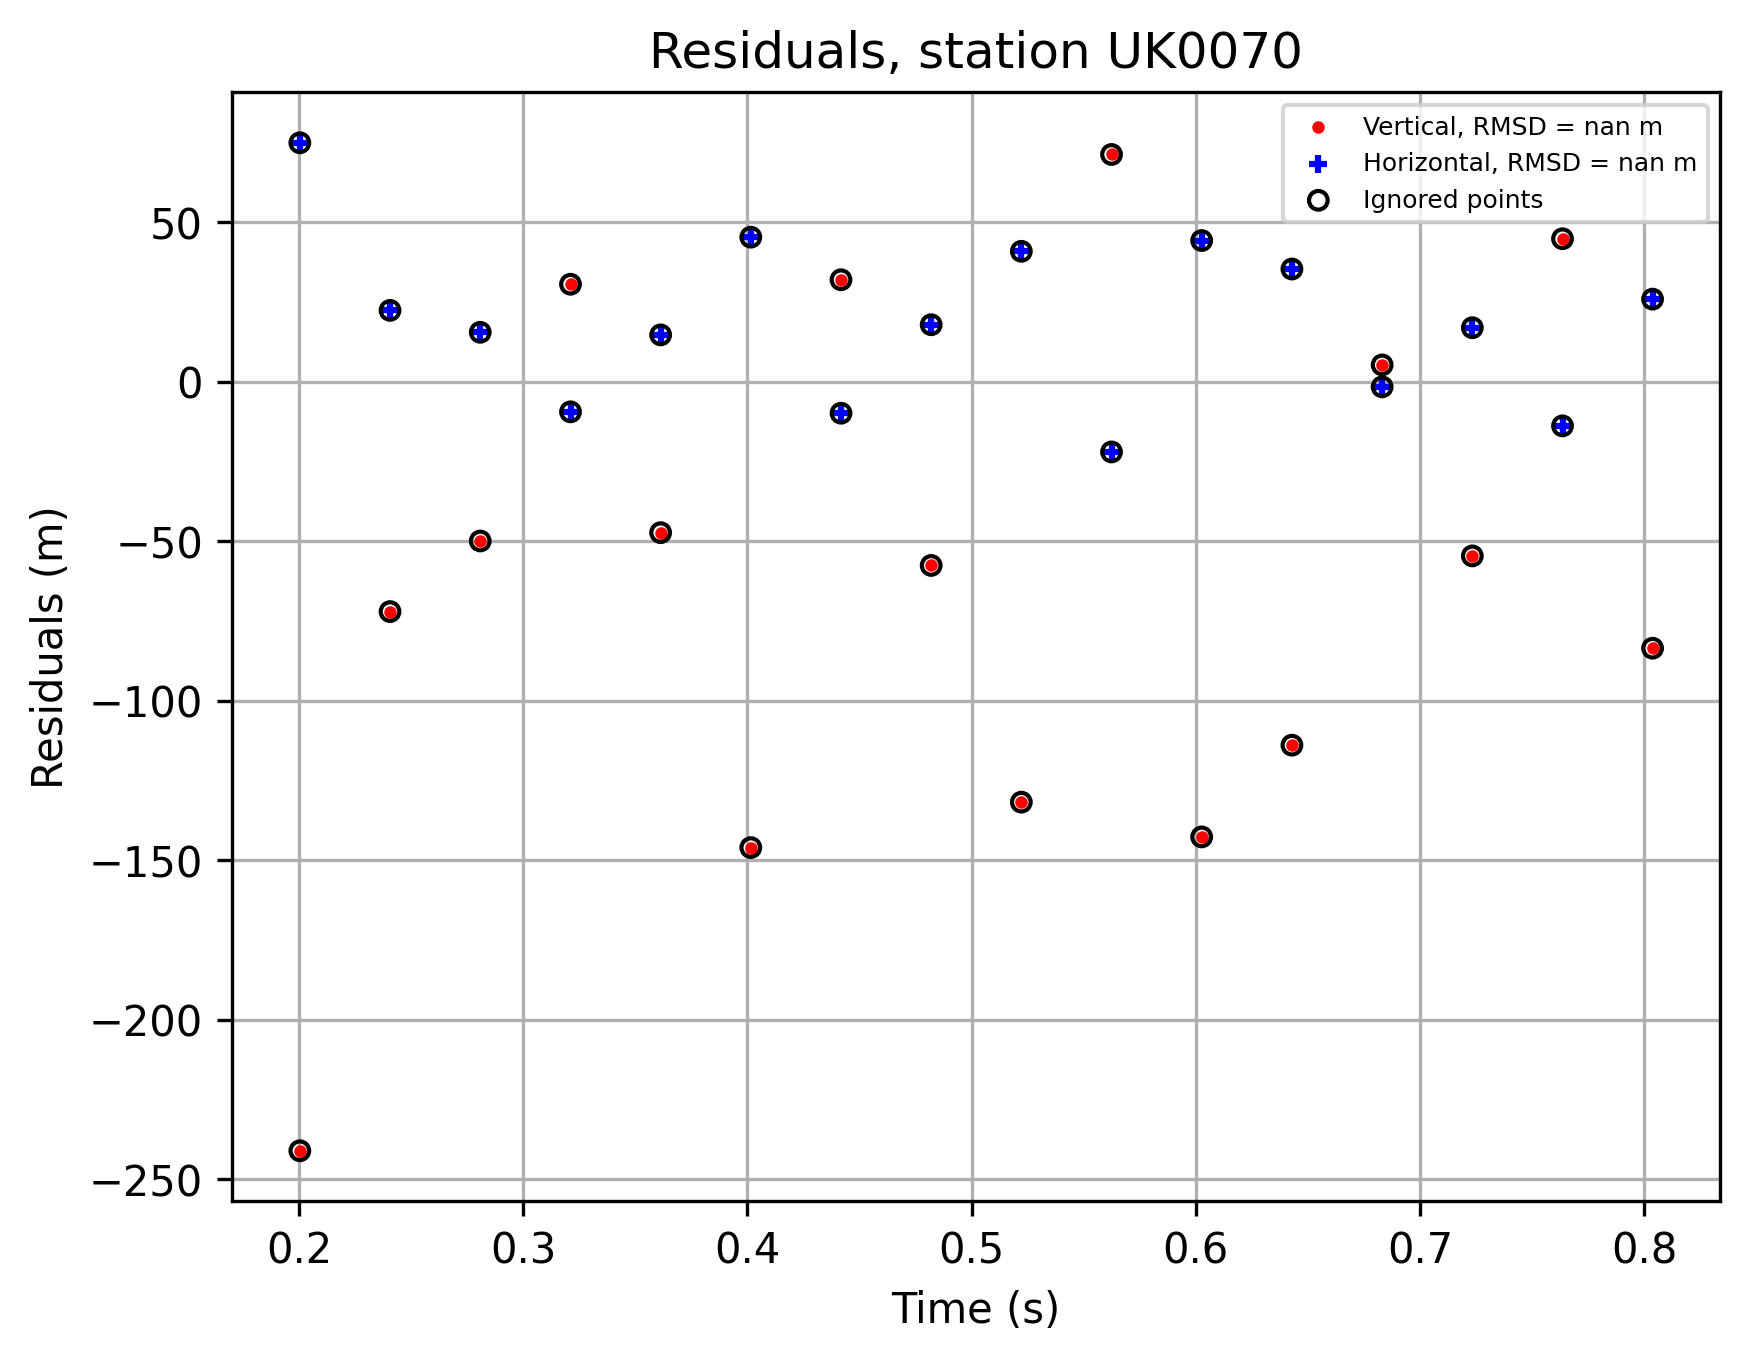 Residuals, station UK0070
Vertical, RMSD = nan m
Horizontal, RMSD = nan m
Ignored points
50
0
−50
−100
−150
−200
−250
Residuals (m)
0.2 0.3 0.4 0.5 0.6 0.7 0.8
Time (s)